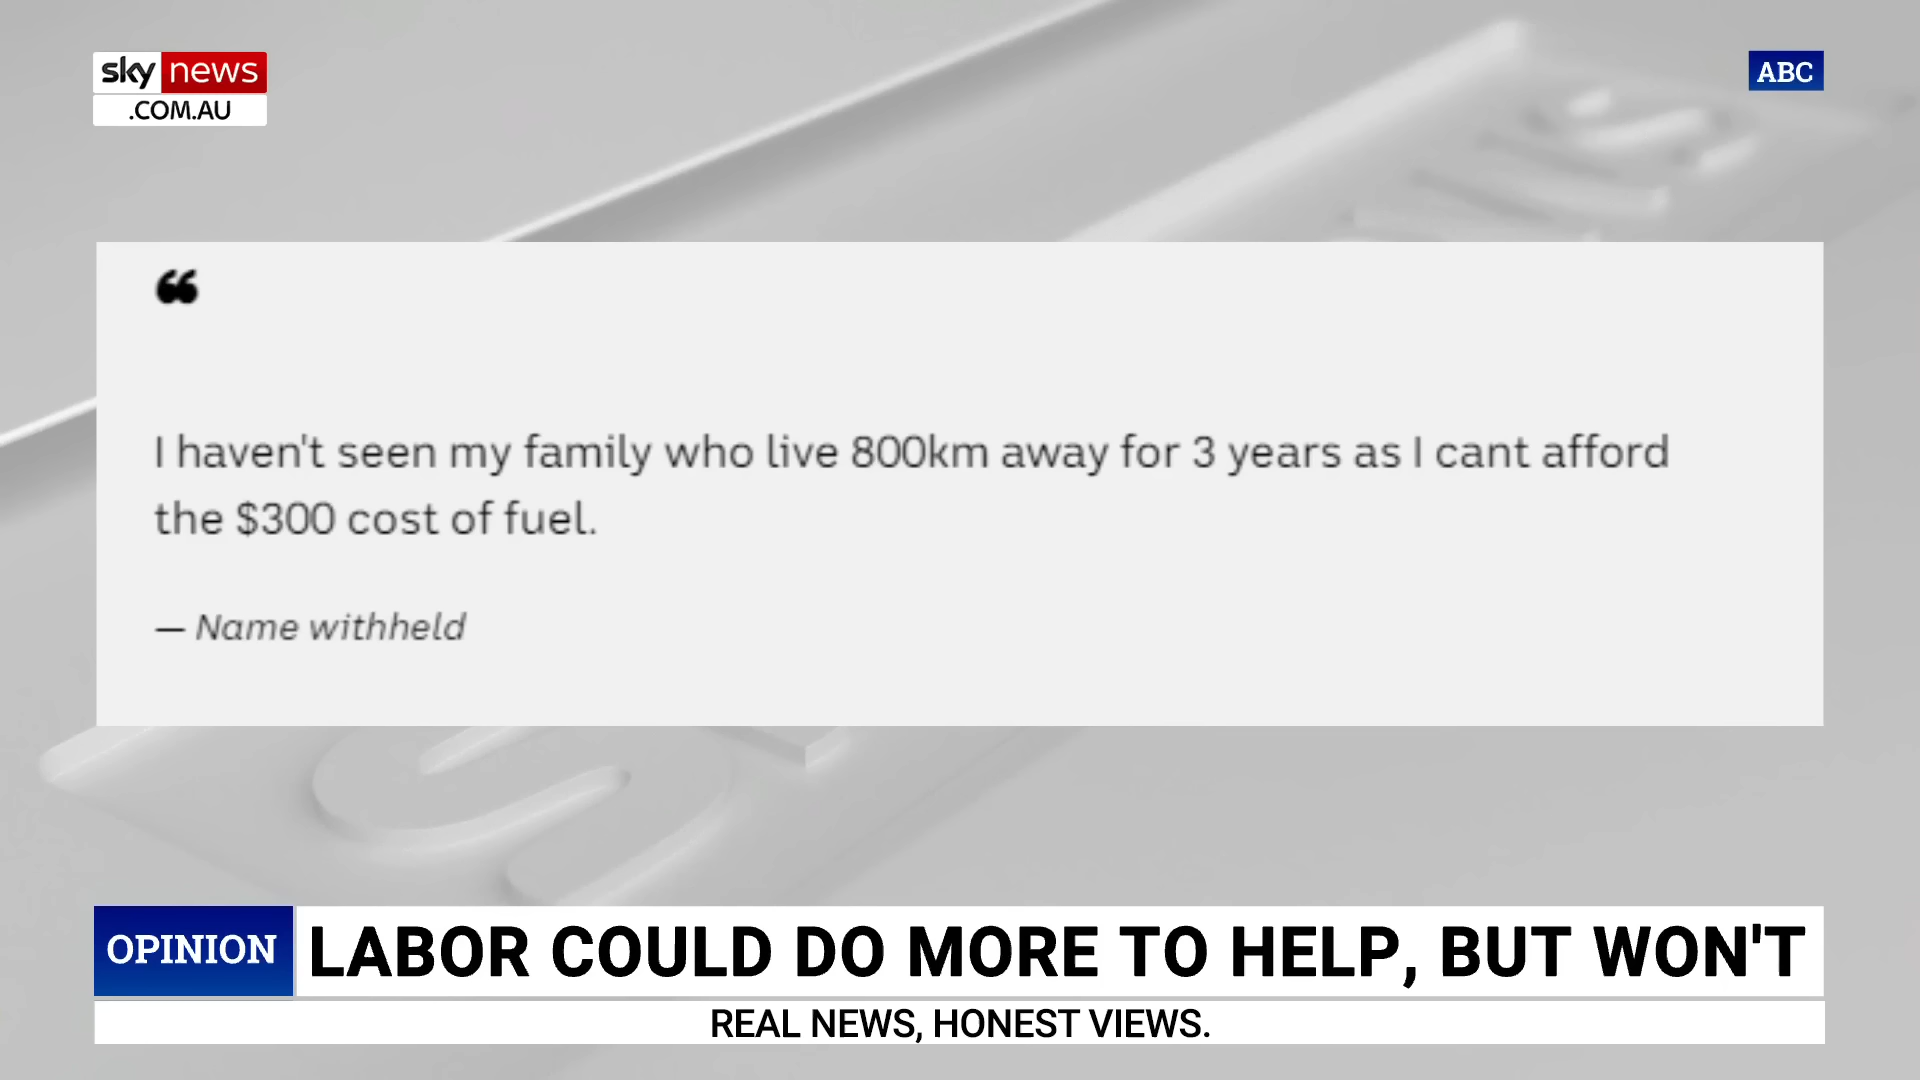 sky news
.COM.AU
ABC
“
I haven't seen my family who live 800km away for 3 years as I cant afford
the $300 cost of fuel.
— Name withheld
OPINION
LABOR COULD DO MORE TO HELP, BUT WON'T
REAL NEWS, HONEST VIEWS.